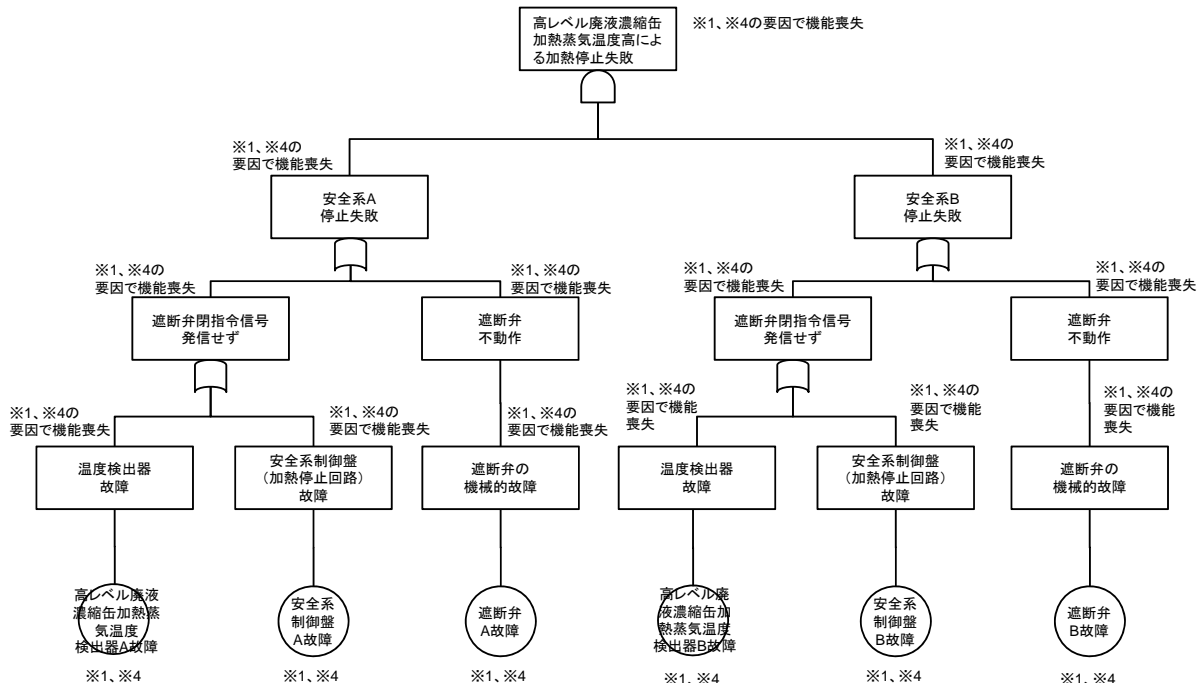 高レベル廃液濃縮缶
加熱蒸気温度高によ
る加熱停止失敗
※1、※4の要因で機能喪失
※1、※4の
要因で機能喪失
※1、※4の
要因で機能喪失
安全系A
停止失敗
安全系B
停止失敗
※1、※4の
要因で機能喪失
※1、※4の
要因で機能喪失
※1、※4の
要因で機能喪失
※1、※4の
要因で機能喪失
遮断弁閉指令信号
発信せず
遮断弁
不動作
遮断弁閉指令信号
発信せず
遮断弁
不動作
※1、※4の
要因で機能喪失
※1、※4の
要因で機能喪失
※1、※4の
要因で機能喪失
※1、※4の
要因で機能
喪失
※1、※4の
要因で機能
喪失
※1、※4の
要因で機能
喪失
温度検出器
故障
安全系制御盤
(加熱停止回路)
故障
遮断弁の
機械的故障
温度検出器
故障
安全系制御盤
(加熱停止回路)
故障
遮断弁の
機械的故障
高レベル廃液
濃縮缶加熱蒸
気温度
検出器A故障
安全系
制御盤
A故障
遮断弁
A故障
高レベル廃
液濃縮缶加
熱蒸気温度
検出器B故障
安全系
制御盤
B故障
遮断弁
B故障
※1、※4
※1、※4
※1、※4
※1、※4
※1、※4
※1、※4